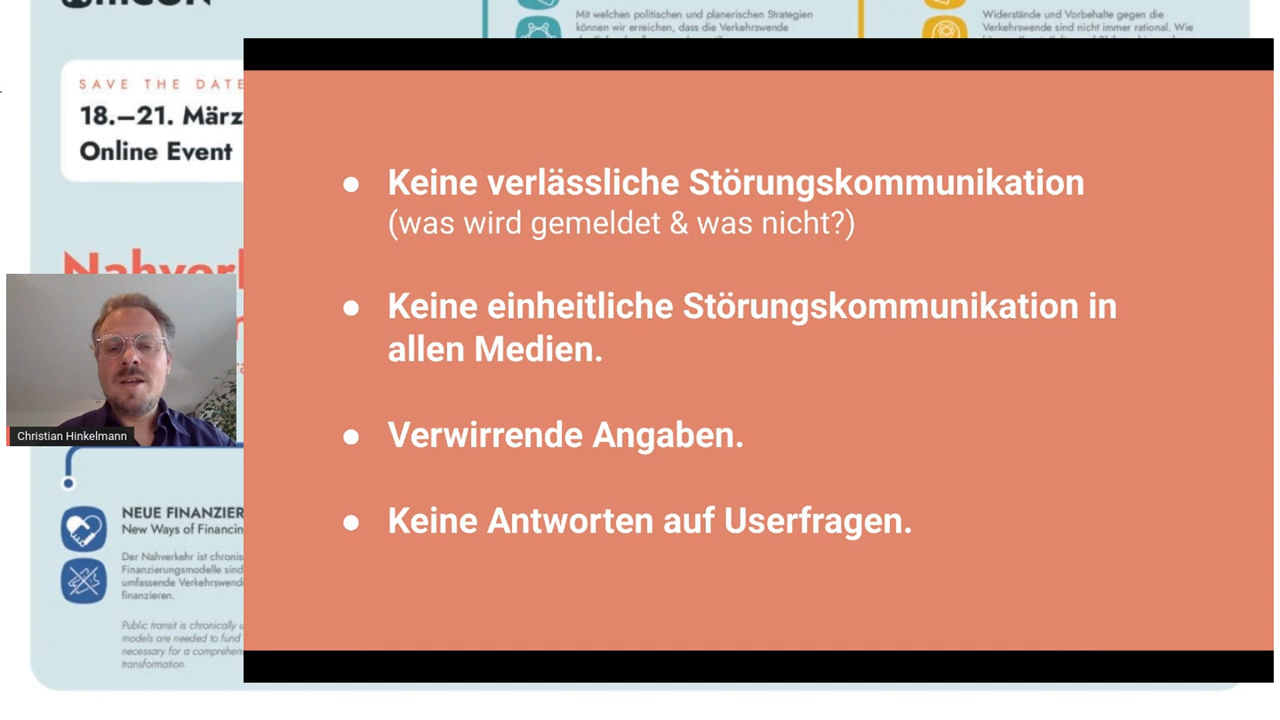 Mit welchen politischen und planerischen Strategien
können wir erreichen, dass die Verkehrswende
Widerstände und Vorbehalte gegen die
Verkehrswende sind nicht immer rational. Wie
SAVE THE DATE
18.–21. März
Online Event
• Keine verlässliche Störungskommunikation
(was wird gemeldet & was nicht?)
• Keine einheitliche Störungskommunikation in
allen Medien.
• Verwirrende Angaben.
• Keine Antworten auf Userfragen.
Christian Hinkelmann
NEUE FINANZIER
New Ways of Financin
Der Nahverkehr ist chronis
Finanzierungsmodelle sind
umfassende Verkehrswende
finanzieren.
Public transit is chronically u
models are needed to fund
necessary for a comprehen
transformation.